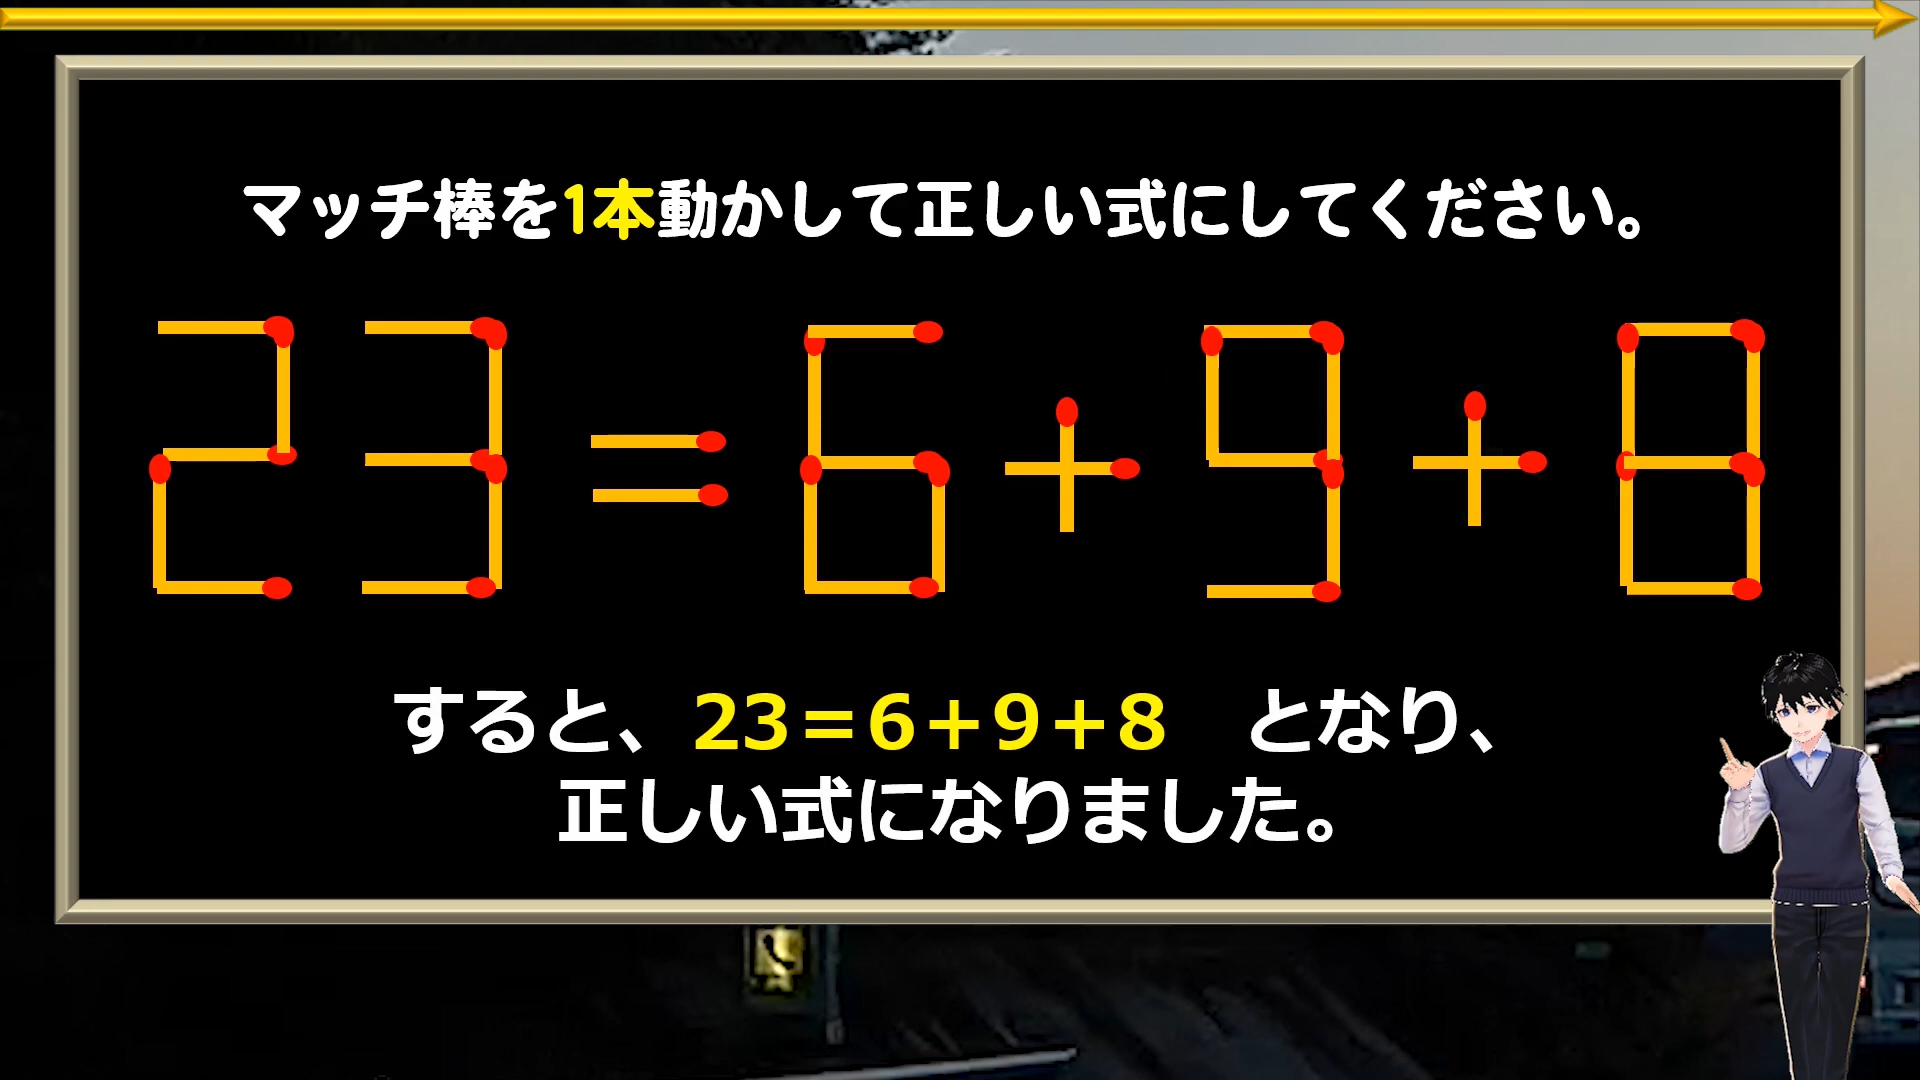 マッチ棒を1本動かして正しい式にしてください。
23=6+9+8
すると、23＝6＋9＋8　となり、
正しい式になりました。